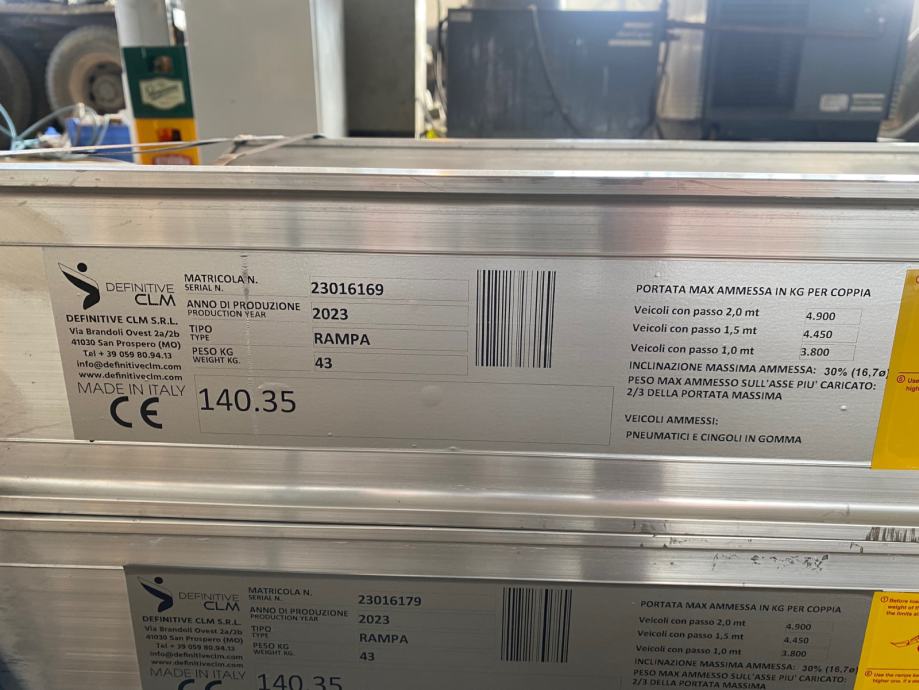 DEFINITIVE
CLM
DEFINITIVE CLM S.R.L.
Via Brandoli Ovest 2a/2b
41030 San Prospero (MO)
Tel + 39 059 80.94.13
info@definitiveclm.com
www.definitiveclm.com
MADE IN ITALY
CE
MATRICOLA N.
SERIAL N.
23016169
ANNO DI PRODUZIONE
PRODUCTION YEAR
2023
TIPO
TYPE
RAMPA
PESO KG
WEIGHT KG.
43
140.35
PORTATA MAX AMMESSA IN KG PER COPPIA
Veicoli con passo 2,0 mt 4.900
Veicoli con passo 1,5 mt 4.450
Veicoli con passo 1,0 mt 3.800
INCLINAZIONE MASSIMA AMMESSA: 30% (16,7ø)
PESO MAX AMMESSO SULL'ASSE PIU' CARICATO:
2/3 DELLA PORTATA MASSIMA
VEICOLI AMMESSI:
PNEUMATICI E CINGOLI IN GOMMA
DEFINITIVE
CLM
DEFINITIVE CLM S.R.L.
Via Brandoli Ovest 2a/2b
41030 San Prospero (MO)
Tel + 39 059 80.94.13
info@definitiveclm.com
www.definitiveclm.com
MADE IN ITALY
MATRICOLA N.
SERIAL N.
23016179
ANNO DI PRODUZIONE
PRODUCTION YEAR
2023
TIPO
TYPE
RAMPA
PESO KG
WEIGHT KG.
43
140.35
PORTATA MAX AMMESSA IN KG PER COPPIA
Veicoli con passo 2,0 mt 4.900
Veicoli con passo 1,5 mt 4.450
Veicoli con passo 1,0 mt 3.800
INCLINAZIONE MASSIMA AMMESSA: 30% (16,7ø
PESO MAX AMMESSO SULL'ASSE PIU' CARICATO:
2/3 DELLA PORTATA MASSIMA